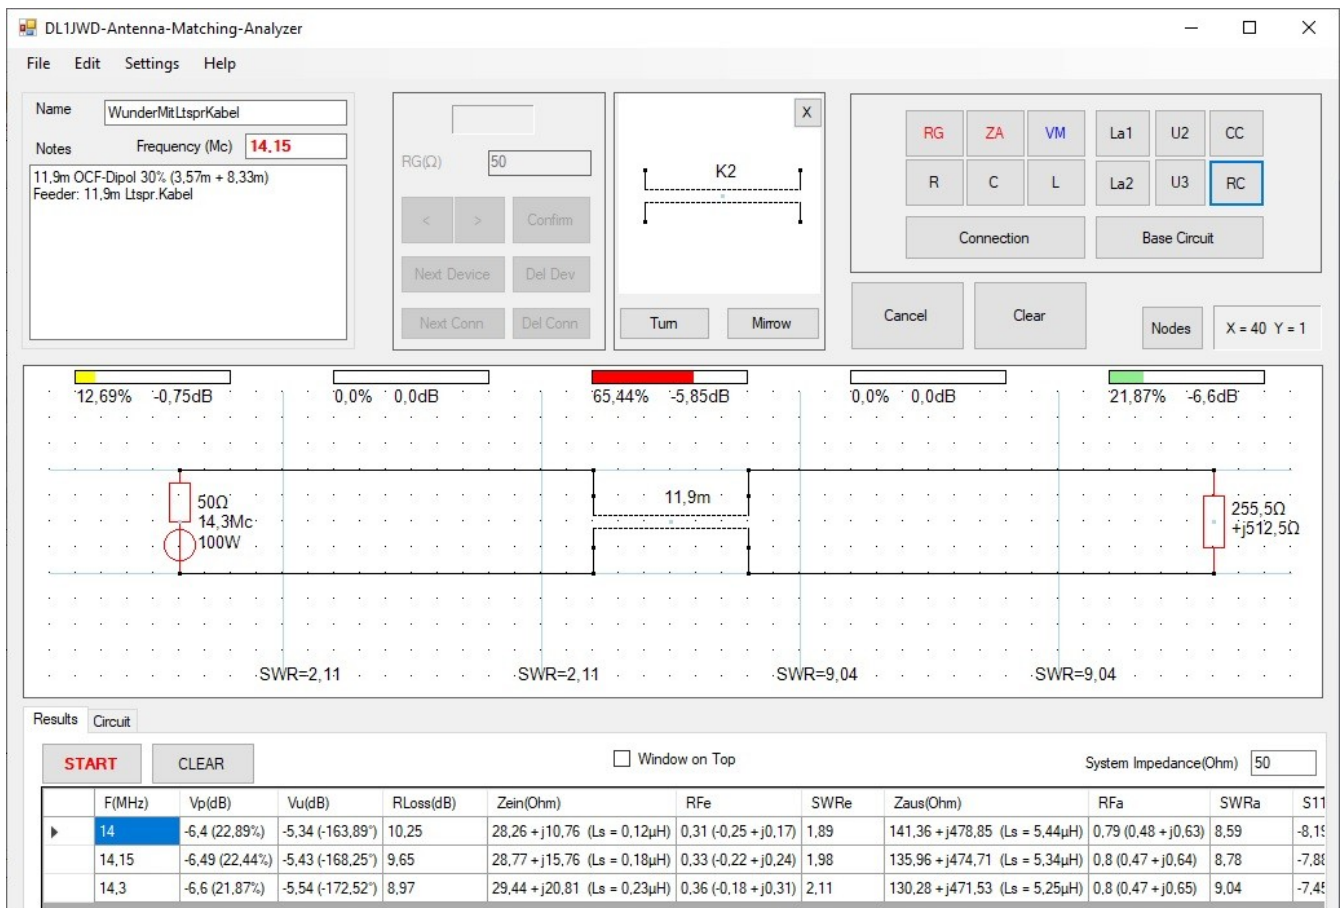 DL1JWD-Antenna-Matching-Analyzer
File Edit Settings Help
Name WunderMitLtsprKabel
Notes Frequency (Mc) 14,15
11,9m OCF-Dipol 30% (3,57m + 8,33m)
Feeder: 11,9m Ltspr.Kabel
RG(Ω) 50
< > Confirm
Next Device Del Dev
Next Conn Del Conn
X
K2
Turn Mirrow
RG ZA VM La1 U2 CC
R C L La2 U3 RC
Connection Base Circuit
Cancel Clear Nodes X = 40 Y = 1
12,69% -0,75dB 0,0% 0,0dB 65,44% -5,85dB 0,0% 0,0dB 21,87% -6,6dB
50Ω
14,3Mc
100W
11,9m
255,5Ω
+j512,5Ω
SWR=2,11 SWR=2,11 SWR=9,04 SWR=9,04
Results Circuit
START CLEAR Window on Top System Impedance(Ohm) 50
F(MHz) Vp(dB) Vu(dB) RLoss(dB) Zein(Ohm) RFe SWRe Zaus(Ohm) RFa SWRa S11
14 -6,4 (22,89%) -5,34 (-163,89°) 10,25 28,26 + j10,76 (Ls = 0,12µH) 0,31 (-0,25 + j0,17) 1,89 141,36 + j478,85 (Ls = 5,44µH) 0,79 (0,48 + j0,63) 8,59
14,15 -6,49 (22,44%) -5,43 (-168,25°) 9,65 28,77 + j15,76 (Ls = 0,18µH) 0,33 (-0,22 + j0,24) 1,98 135,96 + j474,71 (Ls = 5,34µH) 0,8 (0,47 + j0,64) 8,78
14,3 -6,6 (21,87%) -5,54 (-172,52°) 8,97 29,44 + j20,81 (Ls = 0,23µH) 0,36 (-0,18 + j0,31) 2,11 130,28 + j471,53 (Ls = 5,25µH) 0,8 (0,47 + j0,65) 9,04